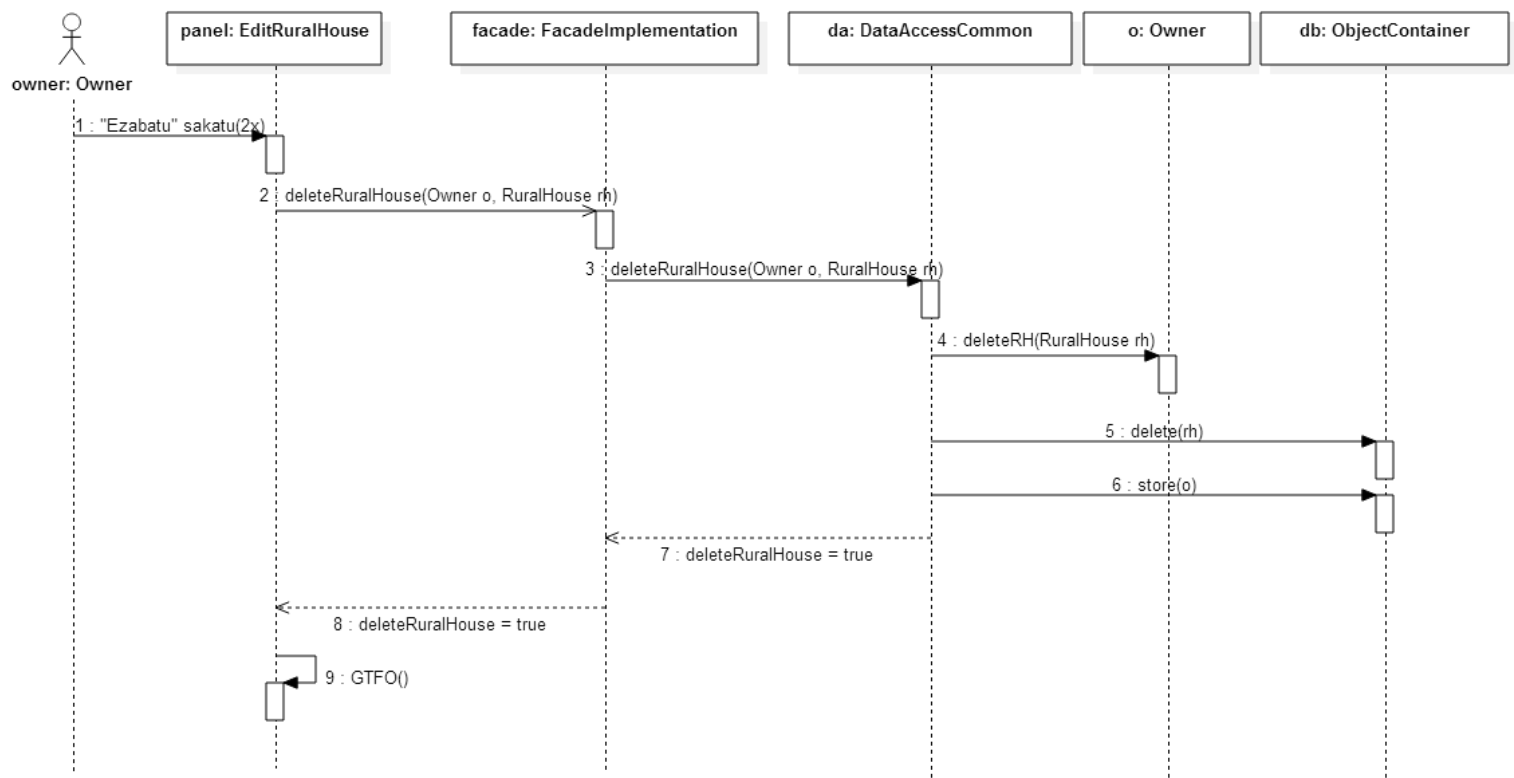 panel: EditRuralHouse
facade: FacadeImplementation
da: DataAccessCommon
o: Owner
db: ObjectContainer
owner: Owner
1 : "Ezabatu" sakatu(2x)
2 : deleteRuralHouse(Owner o, RuralHouse rh)
3 : deleteRuralHouse(Owner o, RuralHouse rh)
4 : deleteRH(RuralHouse rh)
5 : delete(rh)
6 : store(o)
7 : deleteRuralHouse = true
8 : deleteRuralHouse = true
9 : GTFO()